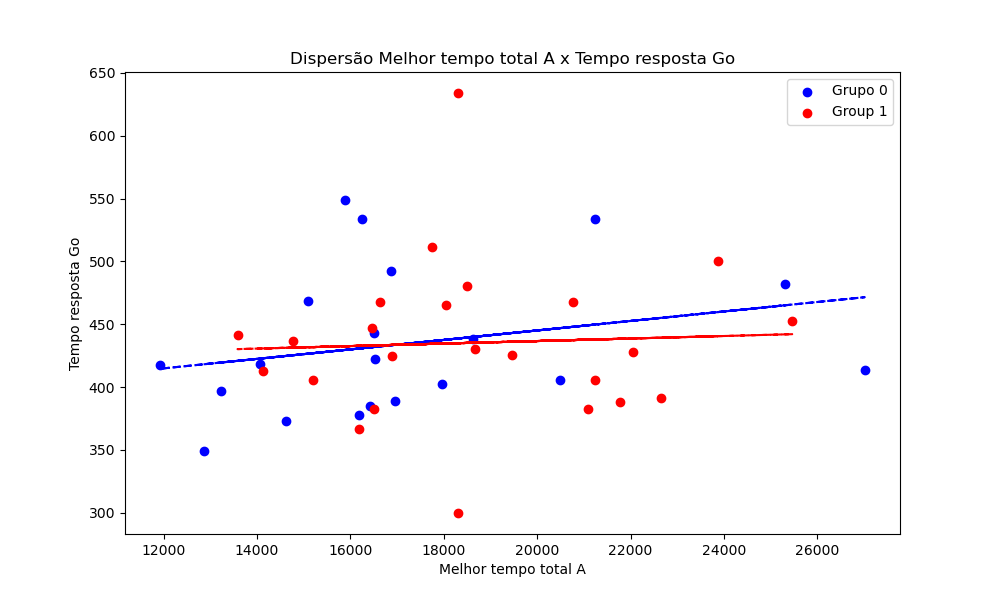 Dispersão Melhor tempo total A x Tempo resposta Go
Grupo 0
Group 1
Tempo resposta Go
650
600
550
500
450
400
350
300
12000 14000 16000 18000 20000 22000 24000 26000
Melhor tempo total A